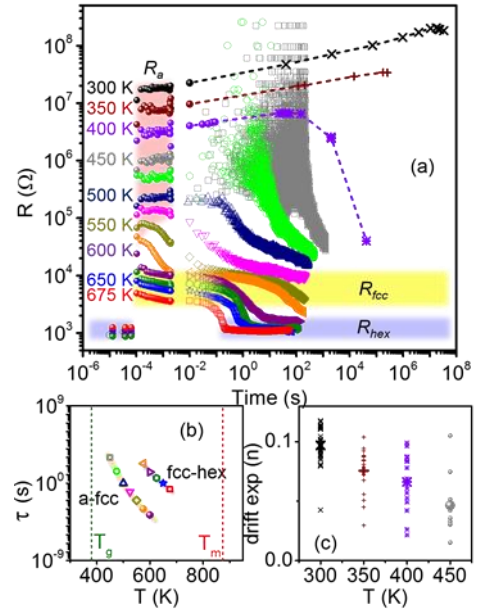 (a)
R_a
300 K
350 K
400 K
450 K
500 K
550 K
600 K
650 K
675 K
R_fcc
R_hex
10^8
10^7
10^6
10^5
10^4
10^3
R (Ω)
10^-6 10^-4 10^-2 10^0 10^2 10^4 10^6 10^8
Time (s)
(b)
10^9
10^0
10^-9
τ (s)
a-fcc
fcc-hex
T_g
T_m
400 600 800
T (K)
(c)
0.1
0.0
drift exp (n)
300 350 400 450
T (K)